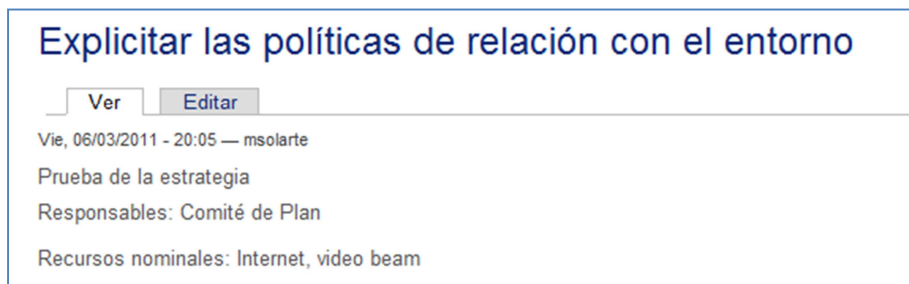 Explicitar las políticas de relación con el entorno
Ver Editar
Vie, 06/03/2011 - 20:05 — msolarte
Prueba de la estrategia
Responsables: Comité de Plan
Recursos nominales: Internet, video beam